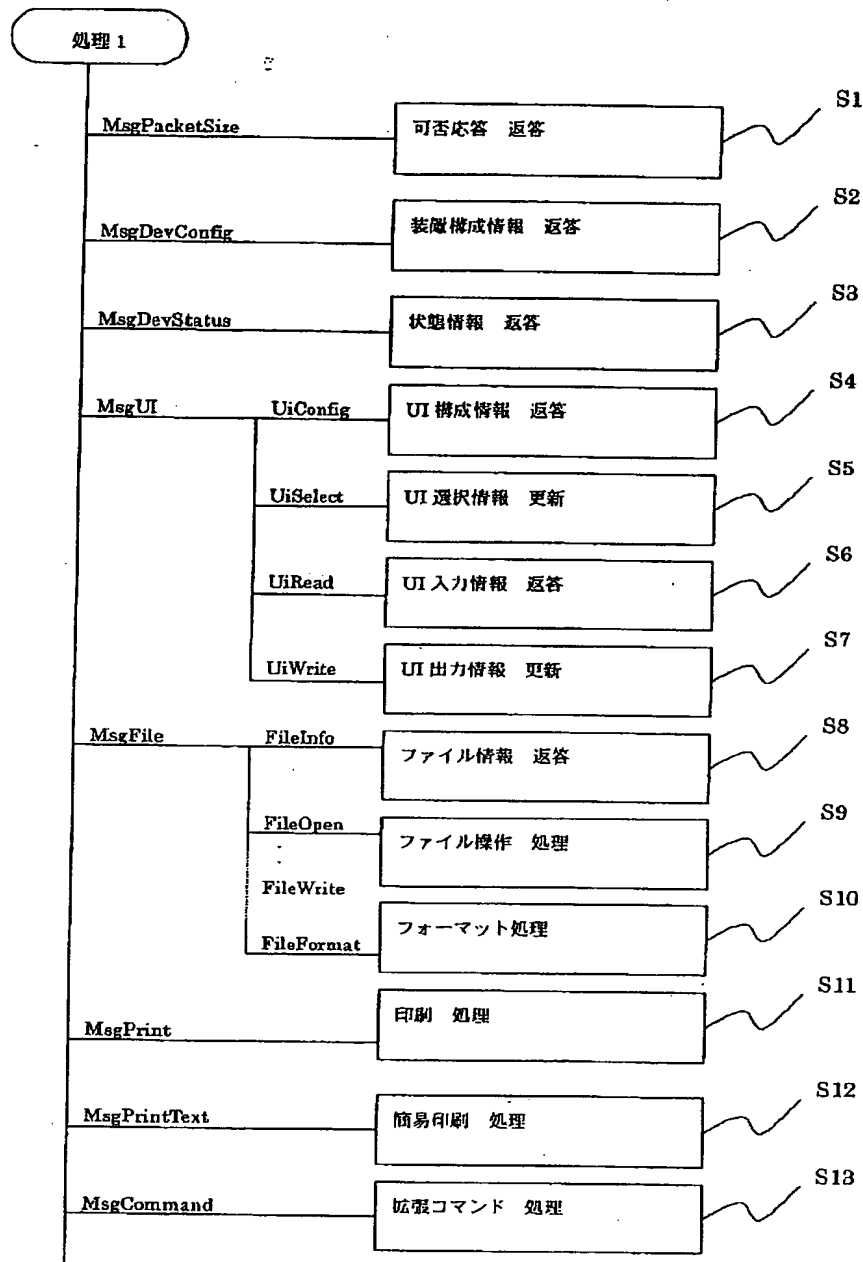 処理 1
MsgPacketSize
可否応答 返答
S1
MsgDevConfig
装置構成情報 返答
S2
MsgDevStatus
状態情報 返答
S3
MsgUI
UiConfig
UI 構成情報 返答
S4
UiSelect
UI 選択情報 更新
S5
UiRead
UI 入力情報 返答
S6
UiWrite
UI 出力情報 更新
S7
MsgFile
FileInfo
ファイル情報 返答
S8
FileOpen
ファイル操作 処理
S9
FileWrite
FileFormat
フォーマット処理
S10
MsgPrint
印刷 処理
S11
MsgPrintText
簡易印刷 処理
S12
MsgCommand
拡張コマンド 処理
S13